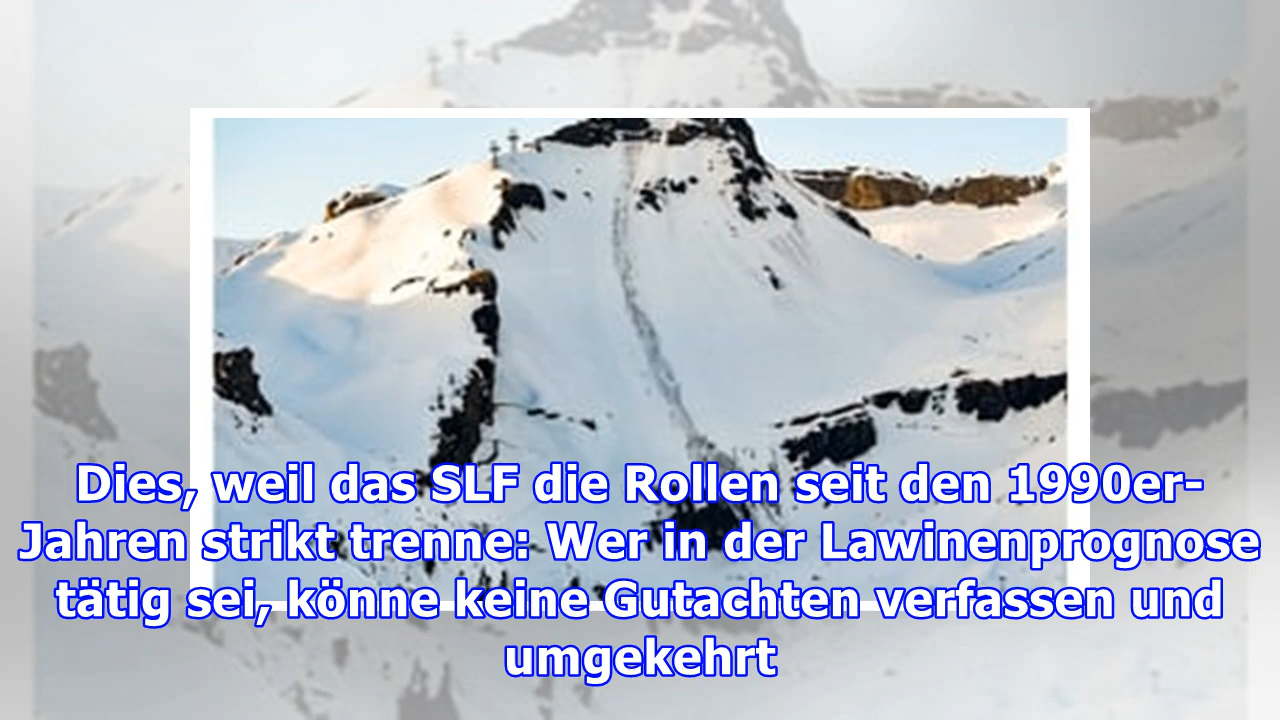 Dies, weil das SLF die Rollen seit den 1990er-
Jahren strikt trenne: Wer in der Lawinenprognose
tätig sei, könne keine Gutachten verfassen und
umgekehrt